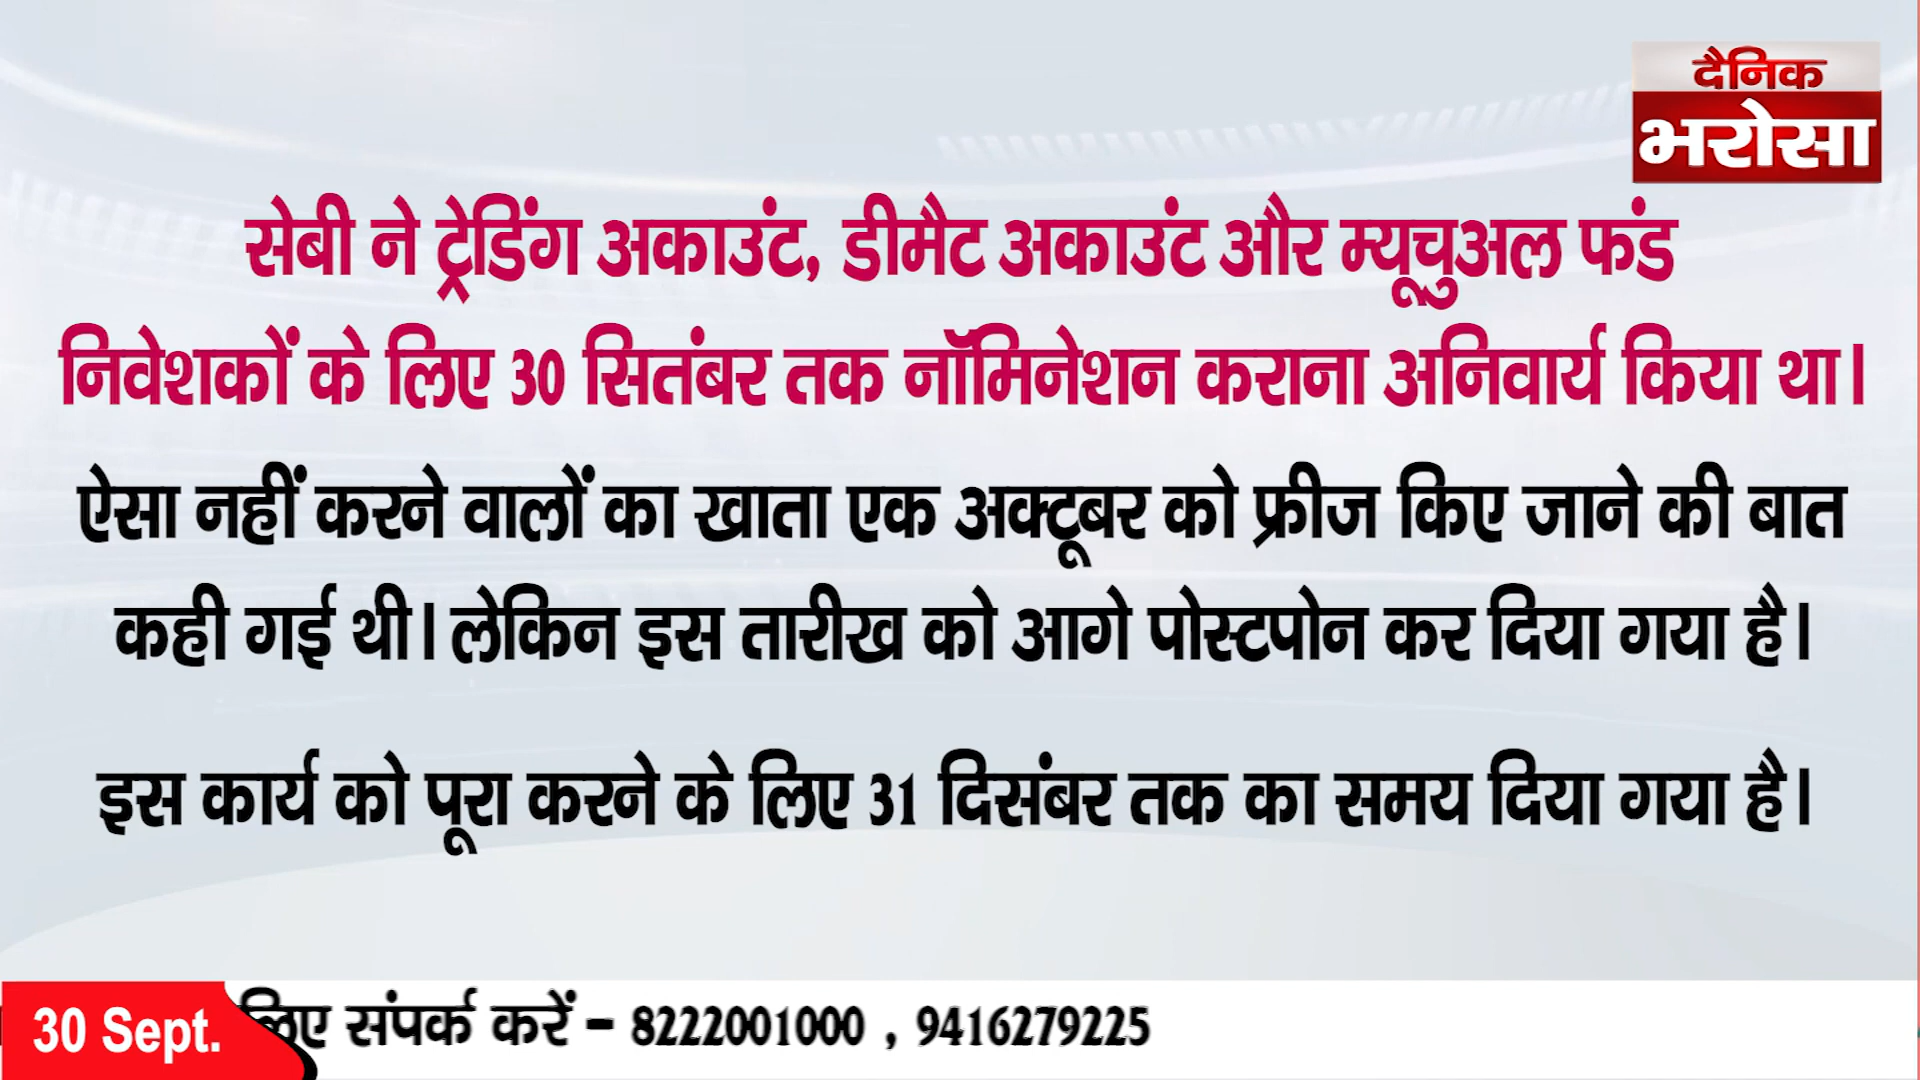 दैनिक
भरोसा
सेबी ने ट्रेडिंग अकाउंट, डीमैट अकाउंट और म्यूचुअल फंड
निवेशकों के लिए 30 सितंबर तक नॉमिनेशन कराना अनिवार्य किया था।
ऐसा नहीं करने वालों का खाता एक अक्टूबर को फ्रीज किए जाने की बात
कही गई थी। लेकिन इस तारीख को आगे पोस्टपोन कर दिया गया है।
इस कार्य को पूरा करने के लिए 31 दिसंबर तक का समय दिया गया है।
30 Sept. लिए संपर्क करें - 8222001000 , 9416279225